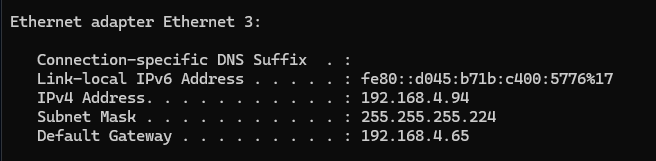 Ethernet adapter Ethernet 3:
Connection-specific DNS Suffix  . :
Link-local IPv6 Address . . . . . : fe80::d045:b71b:c400:5776%17
IPv4 Address. . . . . . . . . . . : 192.168.4.94
Subnet Mask . . . . . . . . . . . : 255.255.255.224
Default Gateway . . . . . . . . . : 192.168.4.65